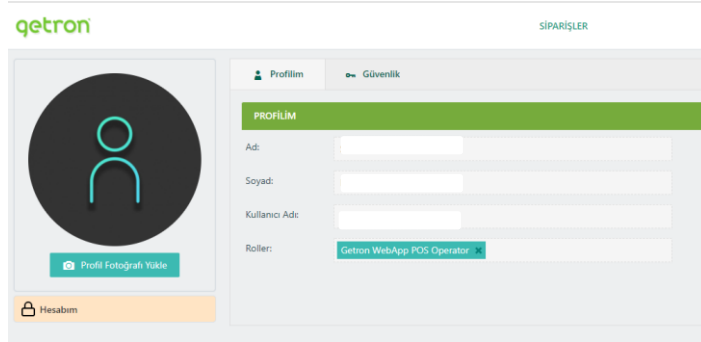 getron
SİPARİŞLER
Profilim
Güvenlik
PROFİLİM
Ad:
Soyad:
Kullanıcı Adı:
Roller:
Getron WebApp POS Operator ×
Profil Fotoğrafı Yükle
Hesabım